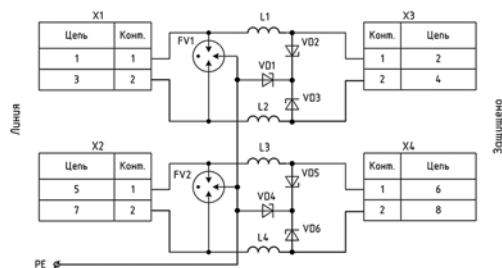 X1
Цепь Конт.
1 1
3 2
Линия
FV1
L1
VD2
VD1
VD3
L2
X3
Конт. Цепь
1 2
2 4
Защищено
X2
Цепь Конт.
5 1
7 2
FV2
L3
VD5
VD4
VD6
L4
X4
Конт. Цепь
1 6
2 8
PE